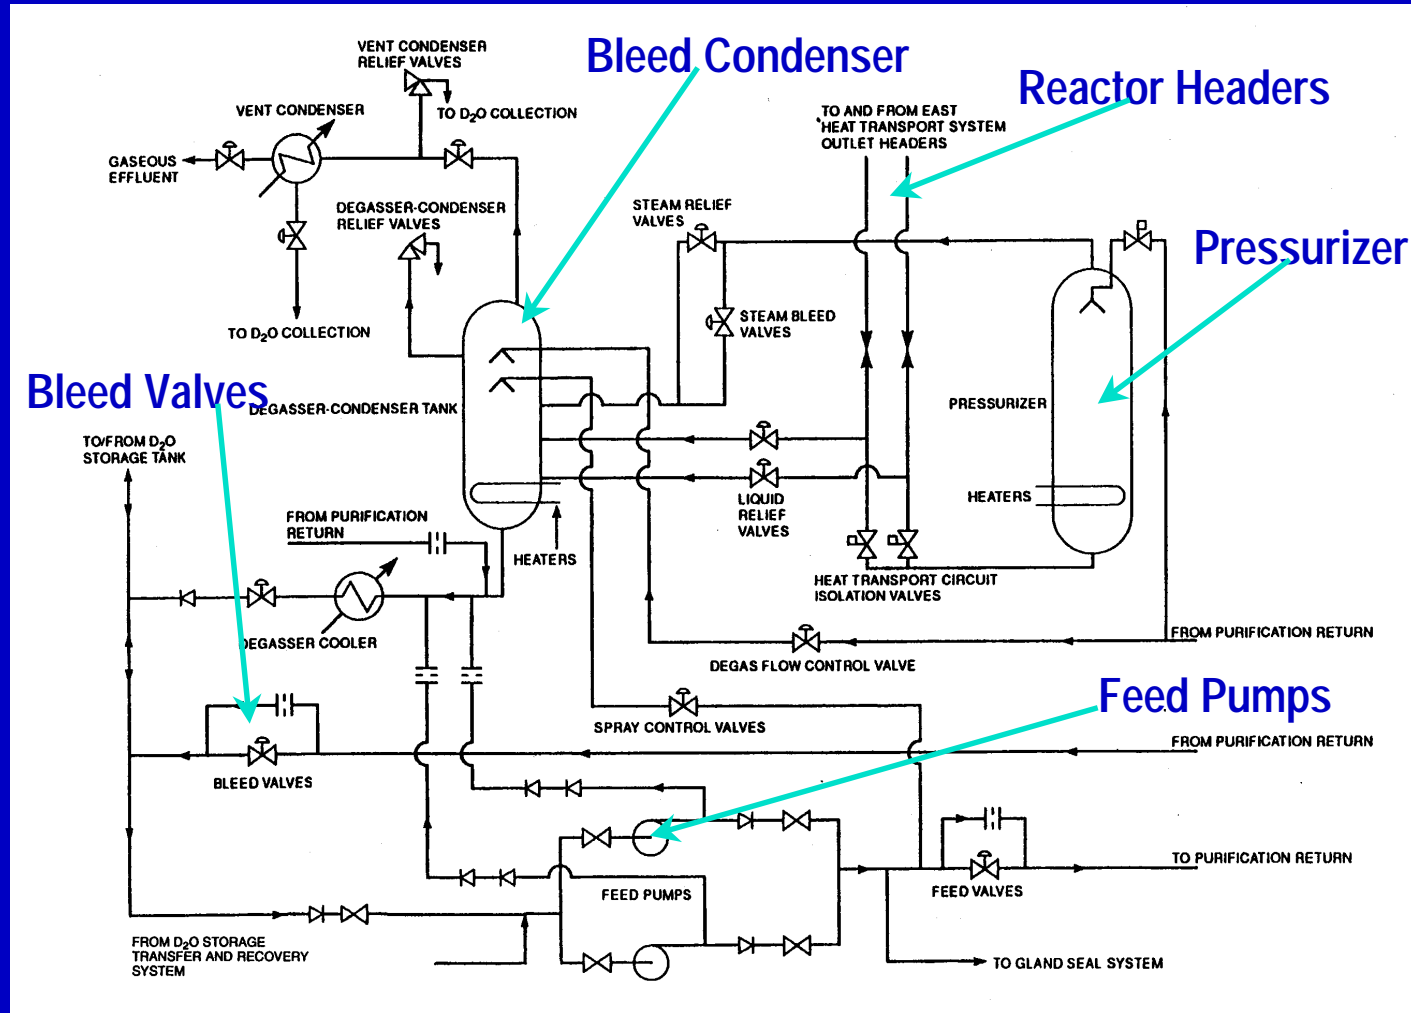 Bleed Condenser
Reactor Headers
Pressurizer
Bleed Valves
Feed Pumps
VENT CONDENSER
RELIEF VALVES
TO D₂O COLLECTION
VENT CONDENSER
GASEOUS
EFFLUENT
DEGASSER-CONDENSER
RELIEF VALVES
TO D₂O COLLECTION
TO AND FROM EAST
HEAT TRANSPORT SYSTEM
OUTLET HEADERS
STEAM RELIEF
VALVES
STEAM BLEED
VALVES
DEGASSER-CONDENSER TANK
PRESSURIZER
TO/FROM D₂O
STORAGE TANK
HEATERS
LIQUID
RELIEF
VALVES
FROM PURIFICATION
RETURN
HEATERS
HEAT TRANSPORT CIRCUIT
ISOLATION VALVES
DEGASSER COOLER
FROM PURIFICATION RETURN
DEGAS FLOW CONTROL VALVE
SPRAY CONTROL VALVES
FROM PURIFICATION RETURN
BLEED VALVES
TO PURIFICATION RETURN
FEED PUMPS
FEED VALVES
FROM D₂O STORAGE
TRANSFER AND RECOVERY
SYSTEM
TO GLAND SEAL SYSTEM